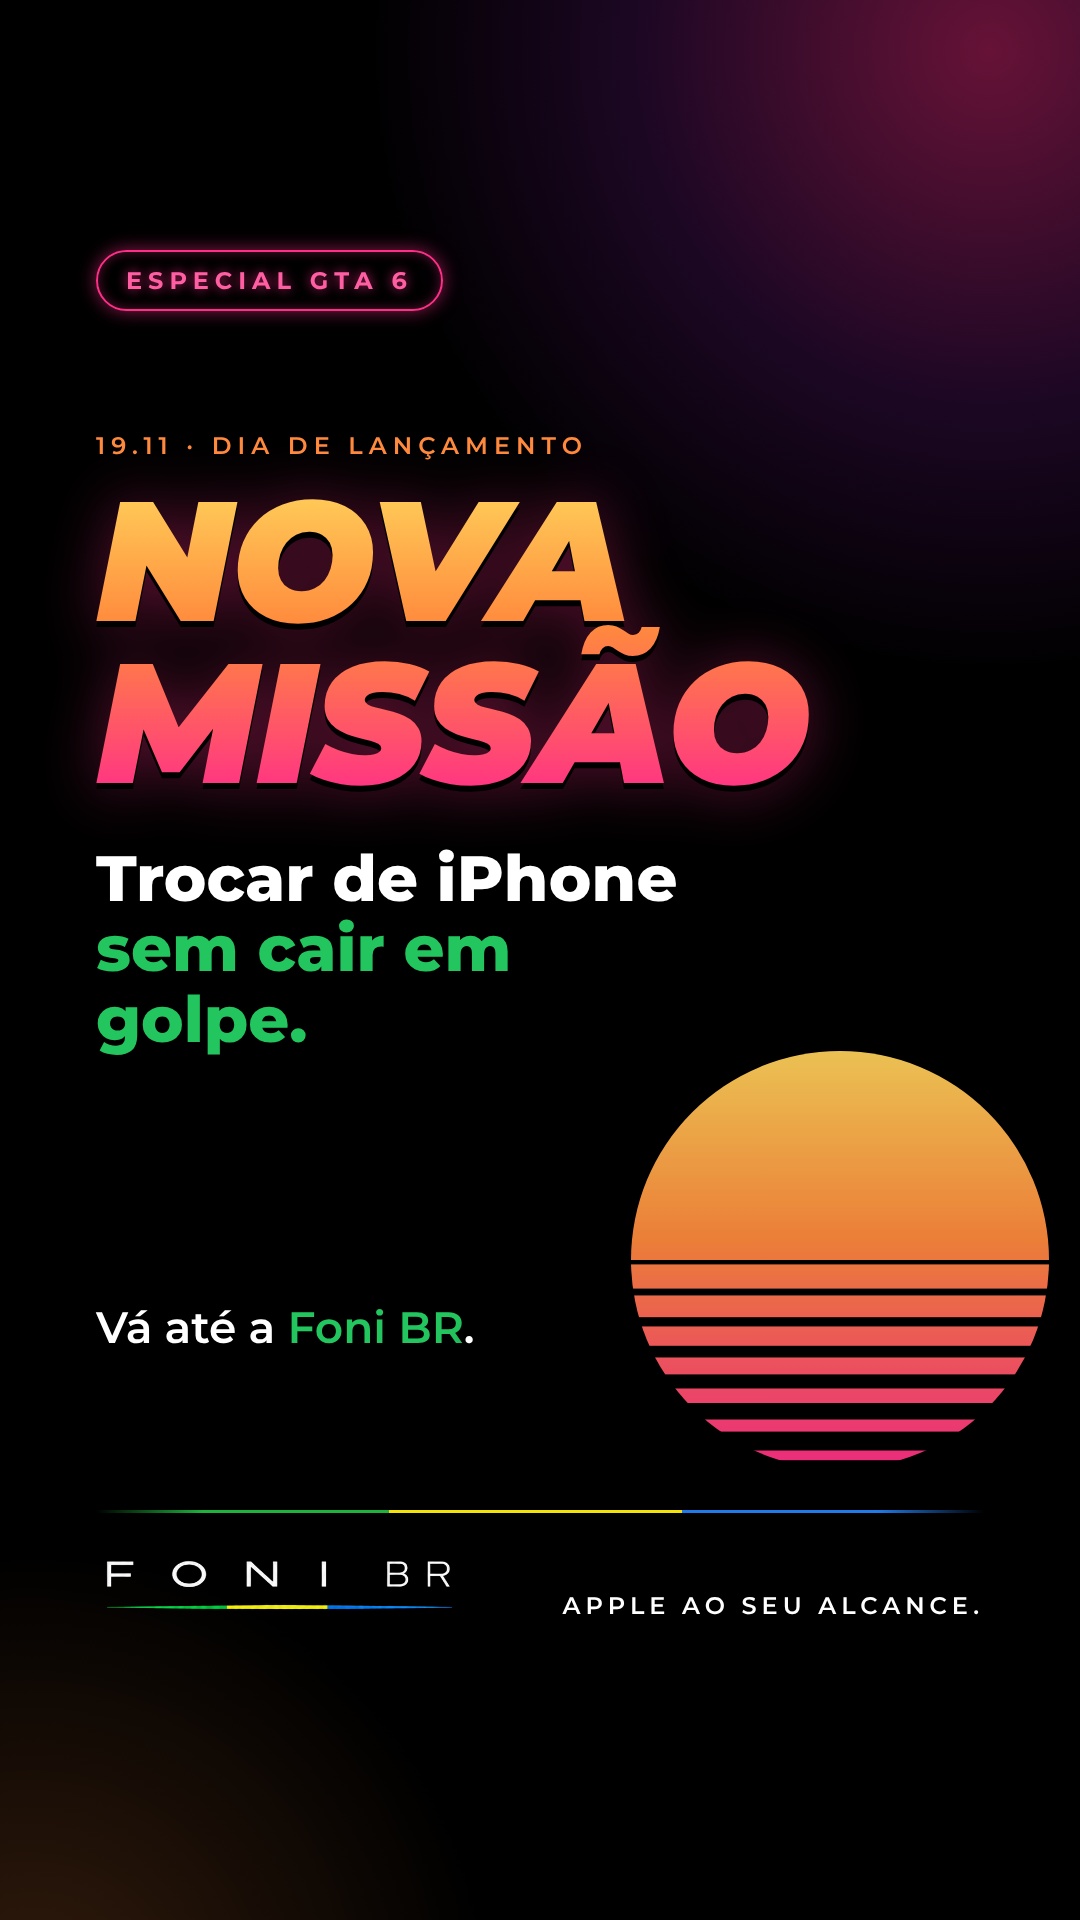 ESPECIAL GTA 6
19.11 · DIA DE LANÇAMENTO
NOVA
MISSÃO
Trocar de iPhone
sem cair em
golpe.
Vá até a Foni BR.
FONI BR
APPLE AO SEU ALCANCE.